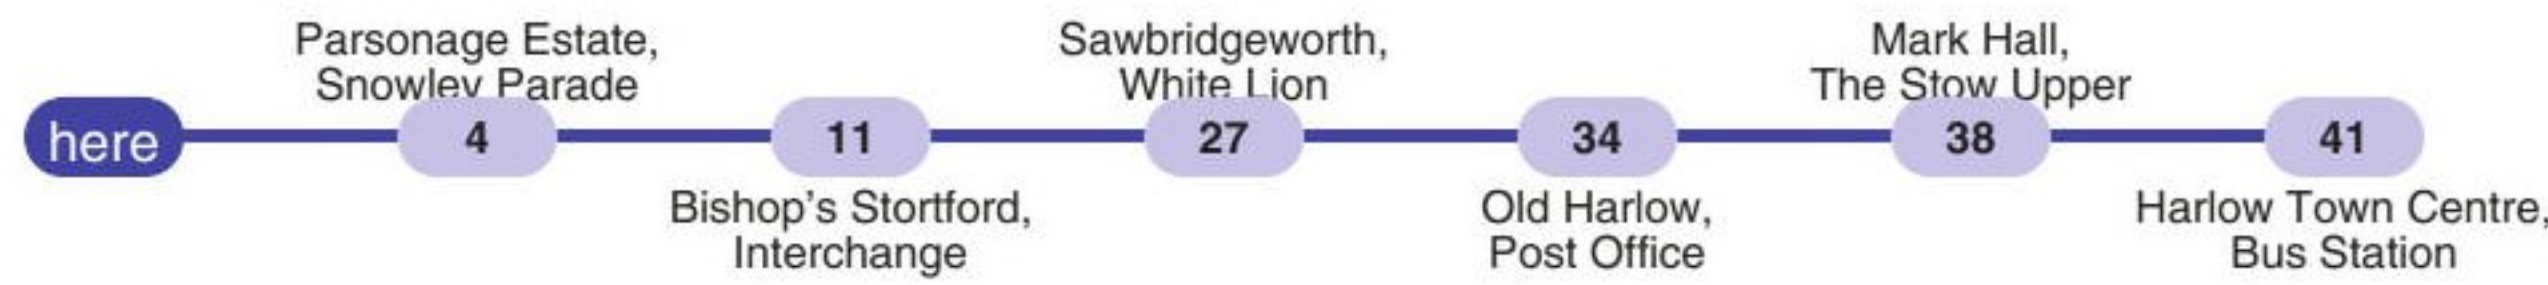 Parsonage Estate,
Snowley Parade
Sawbridgeworth,
White Lion
Mark Hall,
The Stow Upper
here
4
11
27
34
38
41
Bishop's Stortford,
Interchange
Old Harlow,
Post Office
Harlow Town Centre,
Bus Station